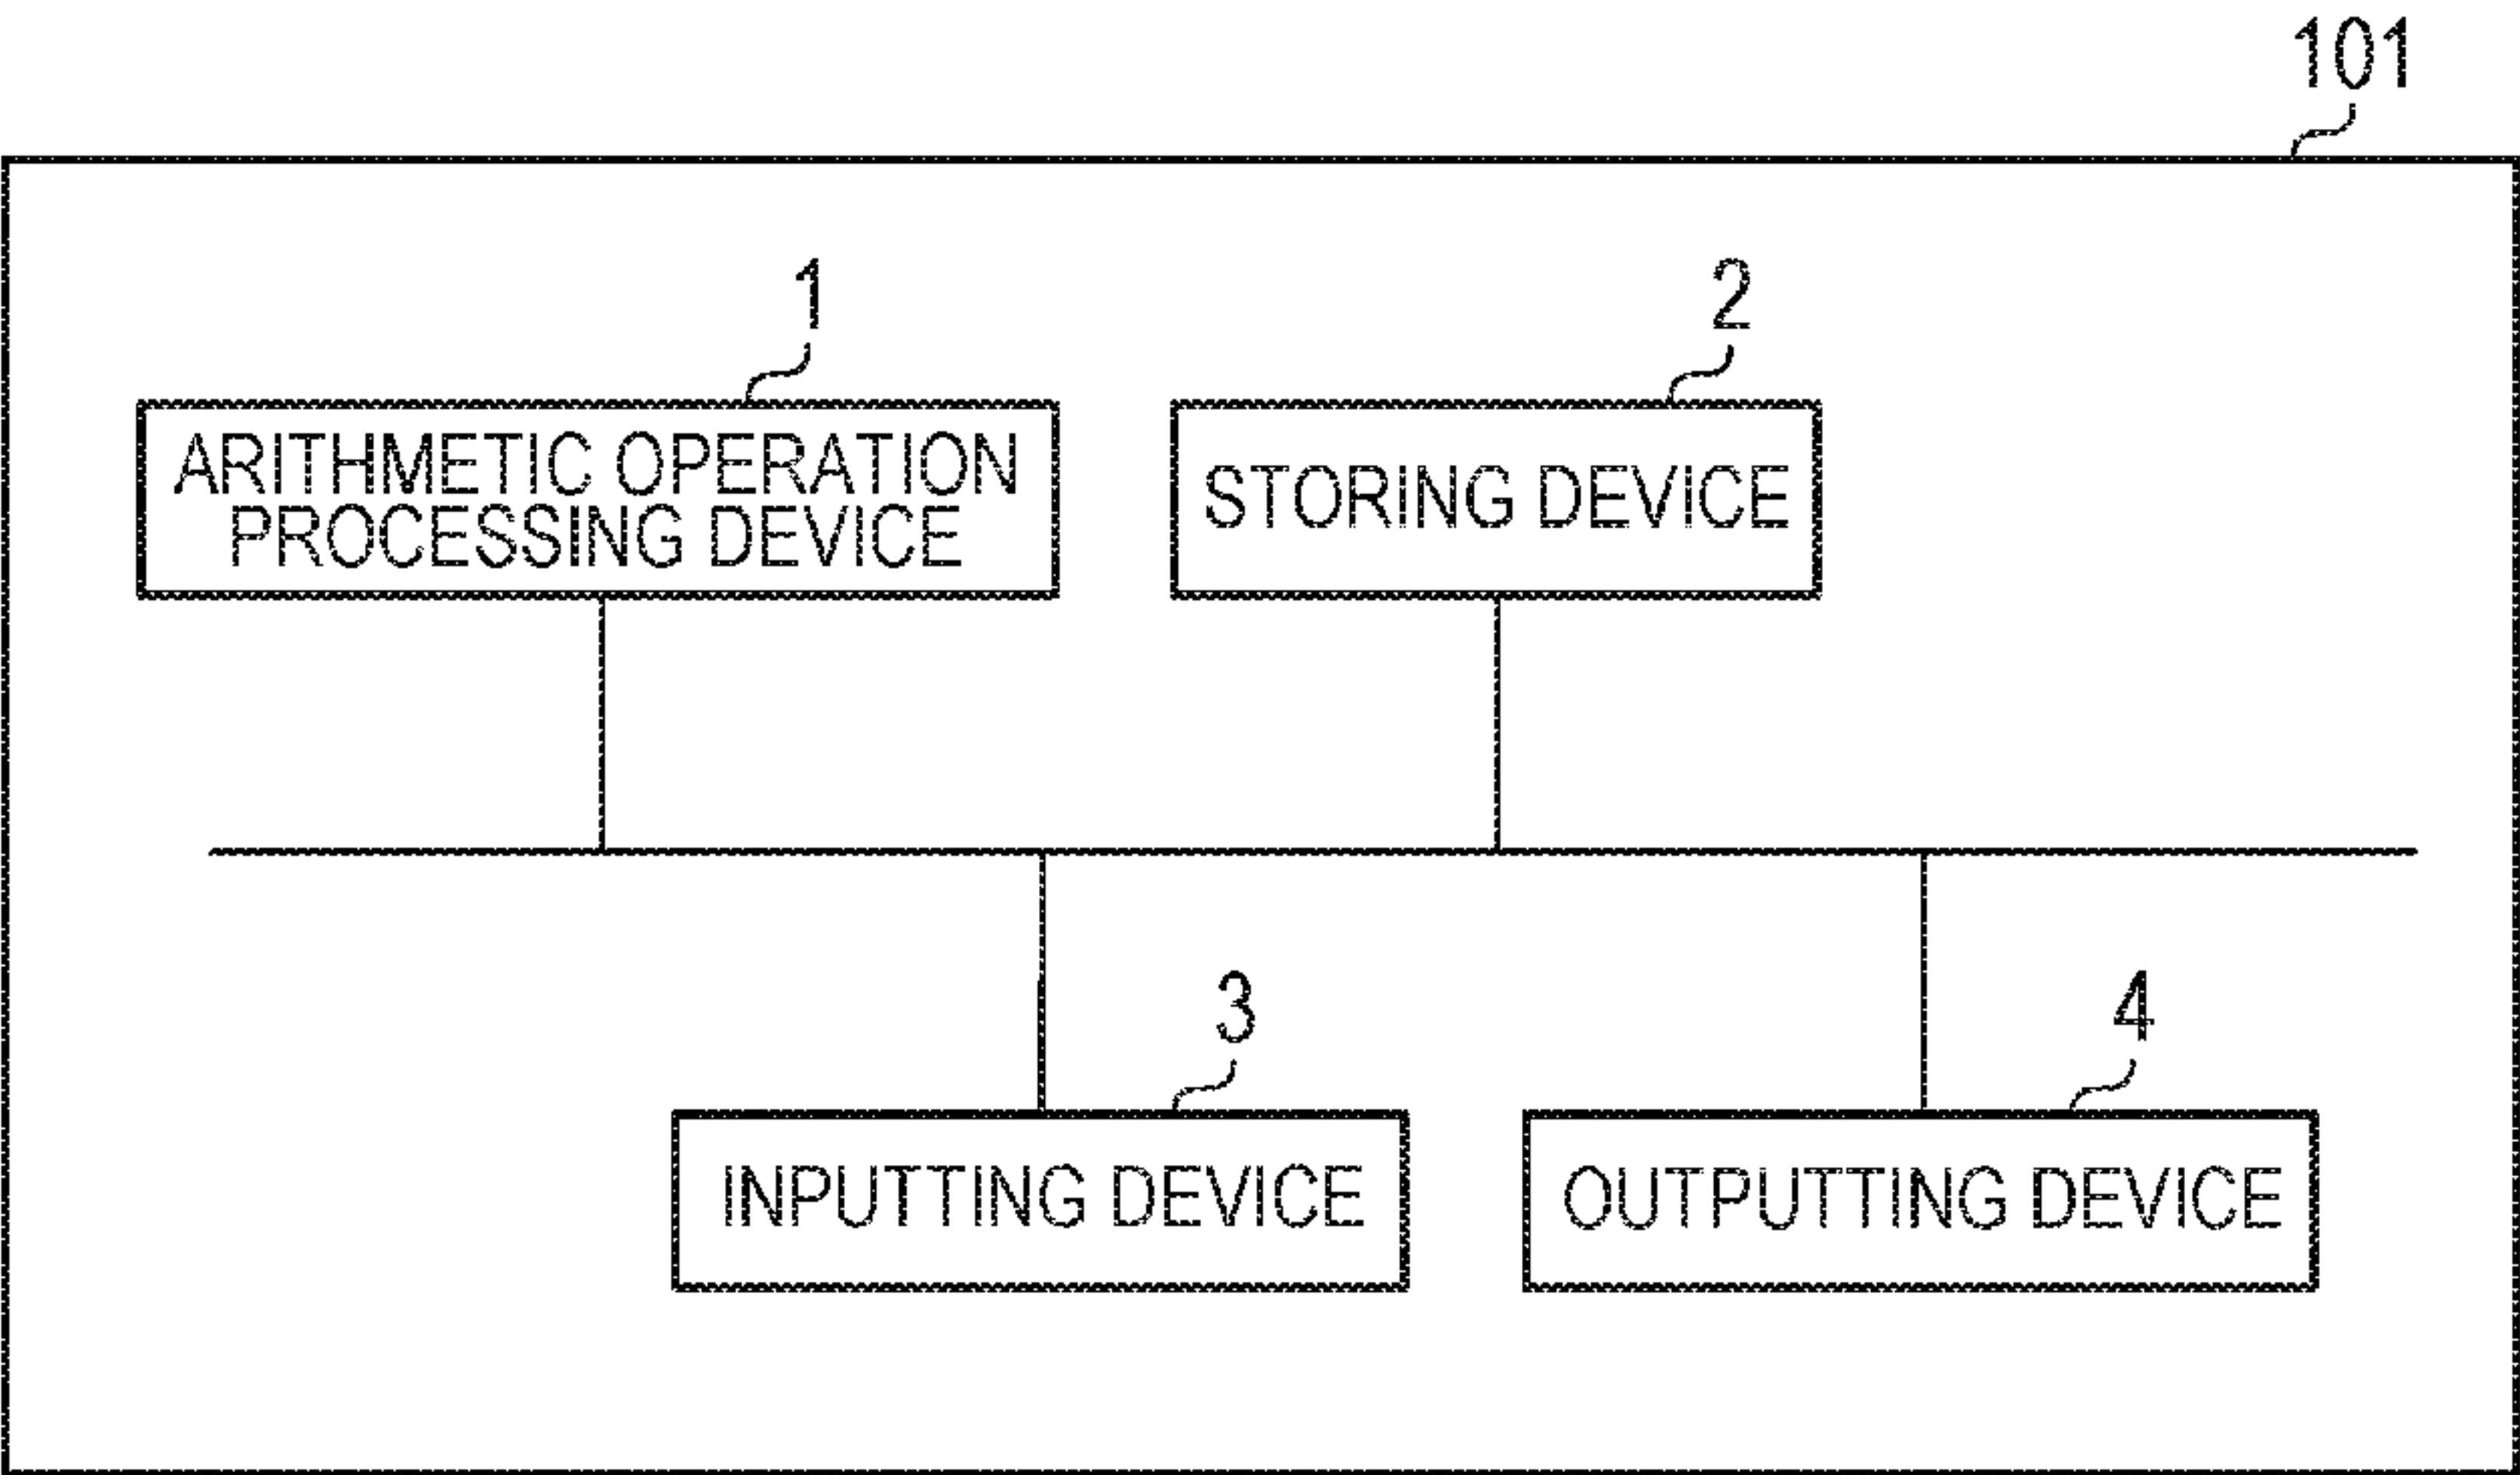 101
1
2
ARITHMETIC OPERATION
PROCESSING DEVICE
STORING DEVICE
3
4
INPUTTING DEVICE
OUTPUTTING DEVICE